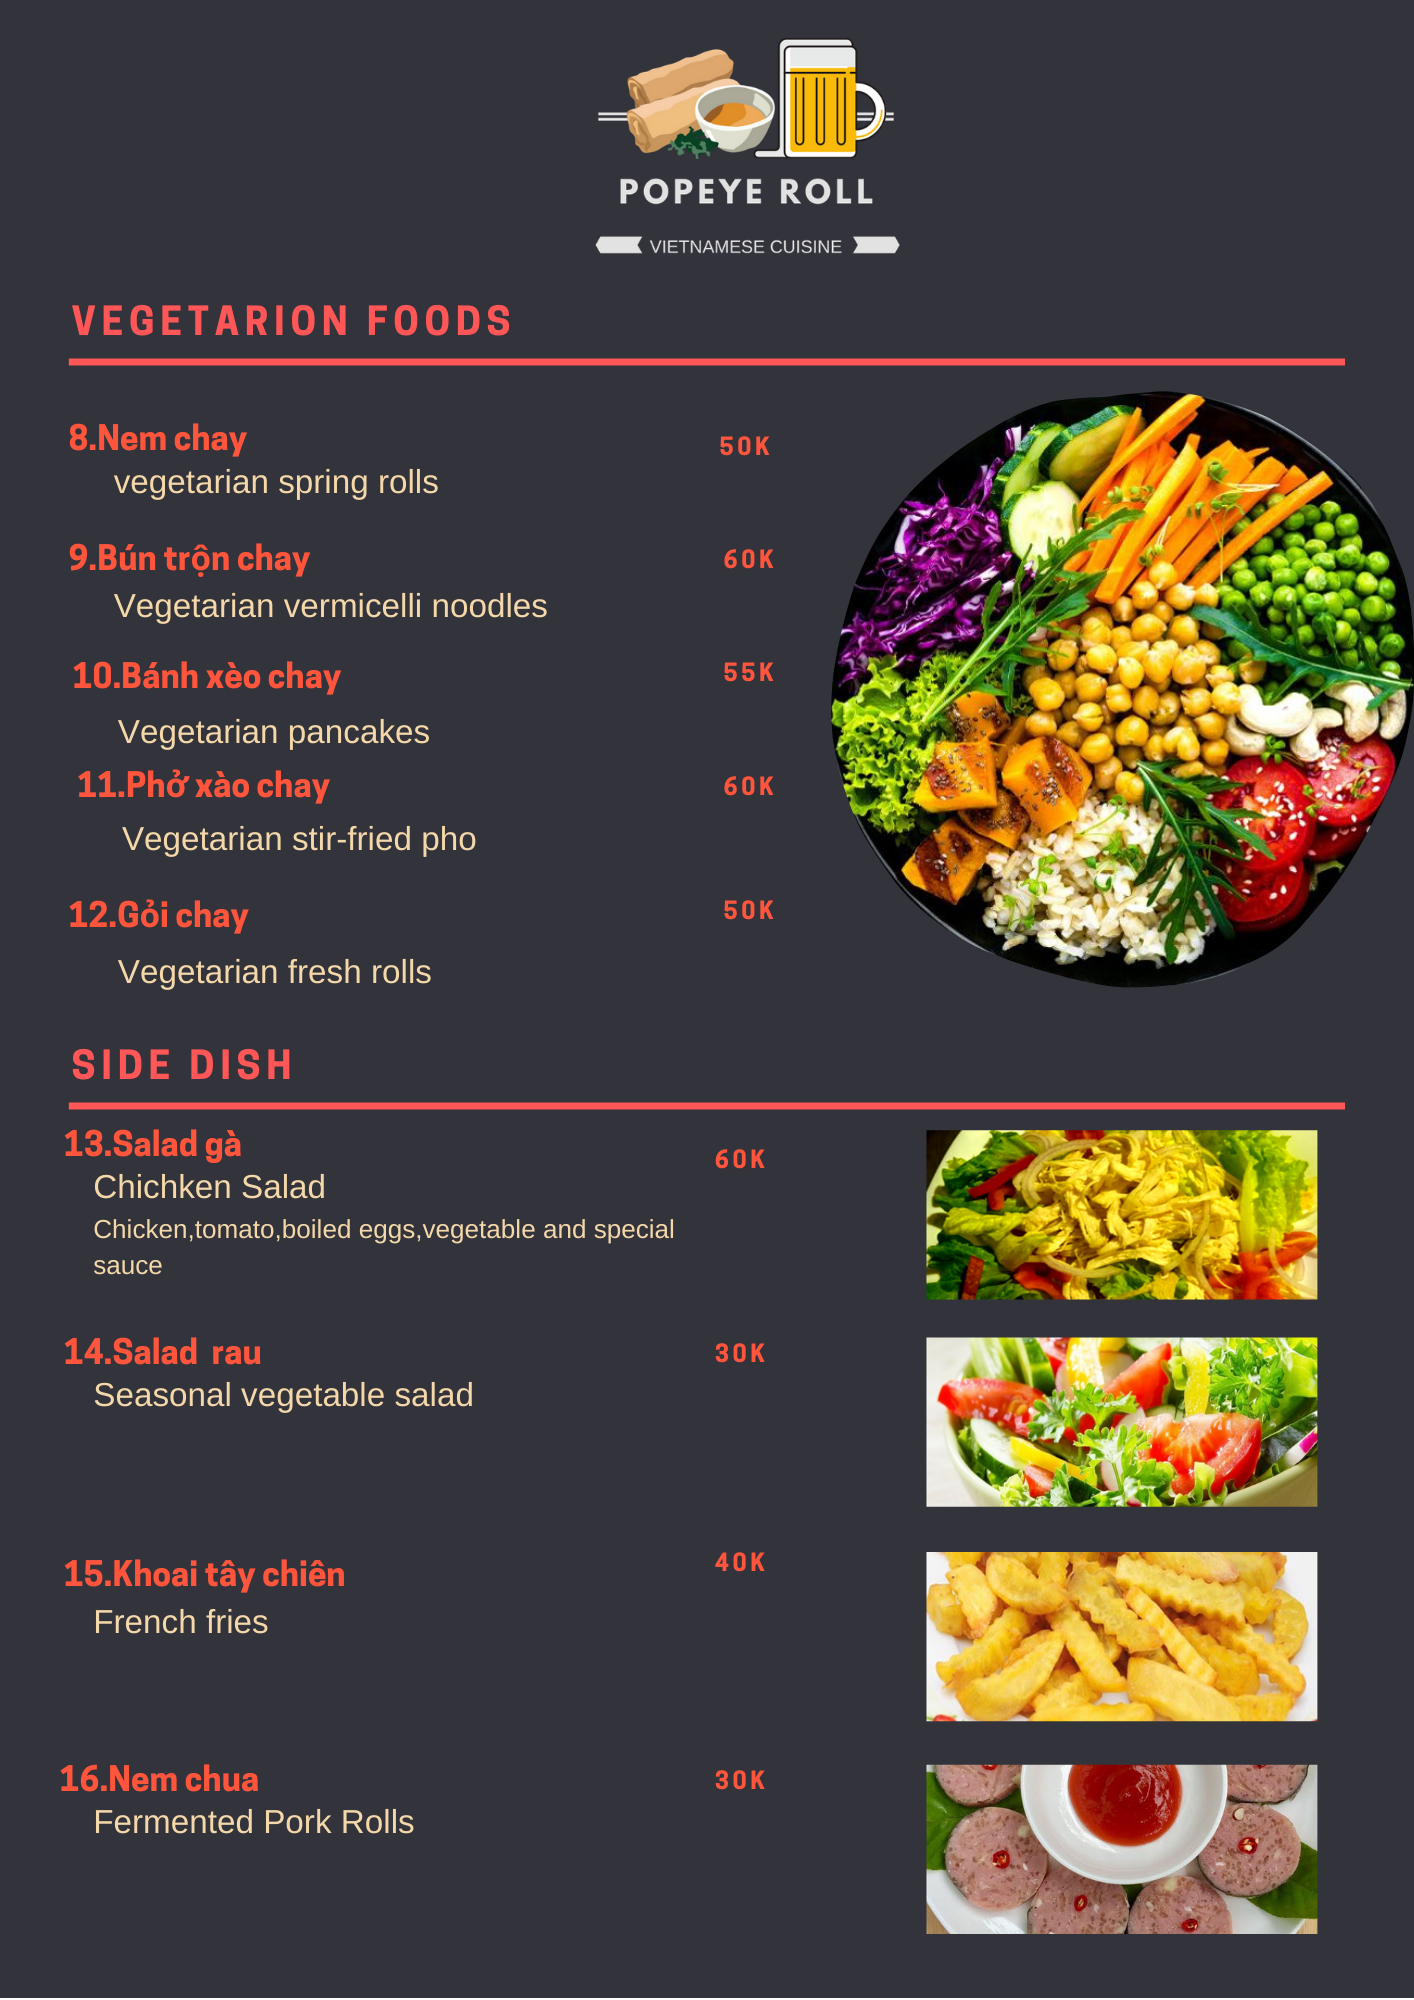 POPEYE ROLL
VIETNAMESE CUISINE
VEGETARION FOODS
8.Nem chay 50K
vegetarian spring rolls
9.Bún trộn chay 60K
Vegetarian vermicelli noodles
10.Bánh xèo chay 55K
Vegetarian pancakes
11.Phở xào chay 60K
Vegetarian stir-fried pho
12.Gỏi chay 50K
Vegetarian fresh rolls
SIDE DISH
13.Salad gà 60K
Chichken Salad
Chicken,tomato,boiled eggs,vegetable and special
sauce
14.Salad rau 30K
Seasonal vegetable salad
15.Khoai tây chiên 40K
French fries
16.Nem chua 30K
Fermented Pork Rolls